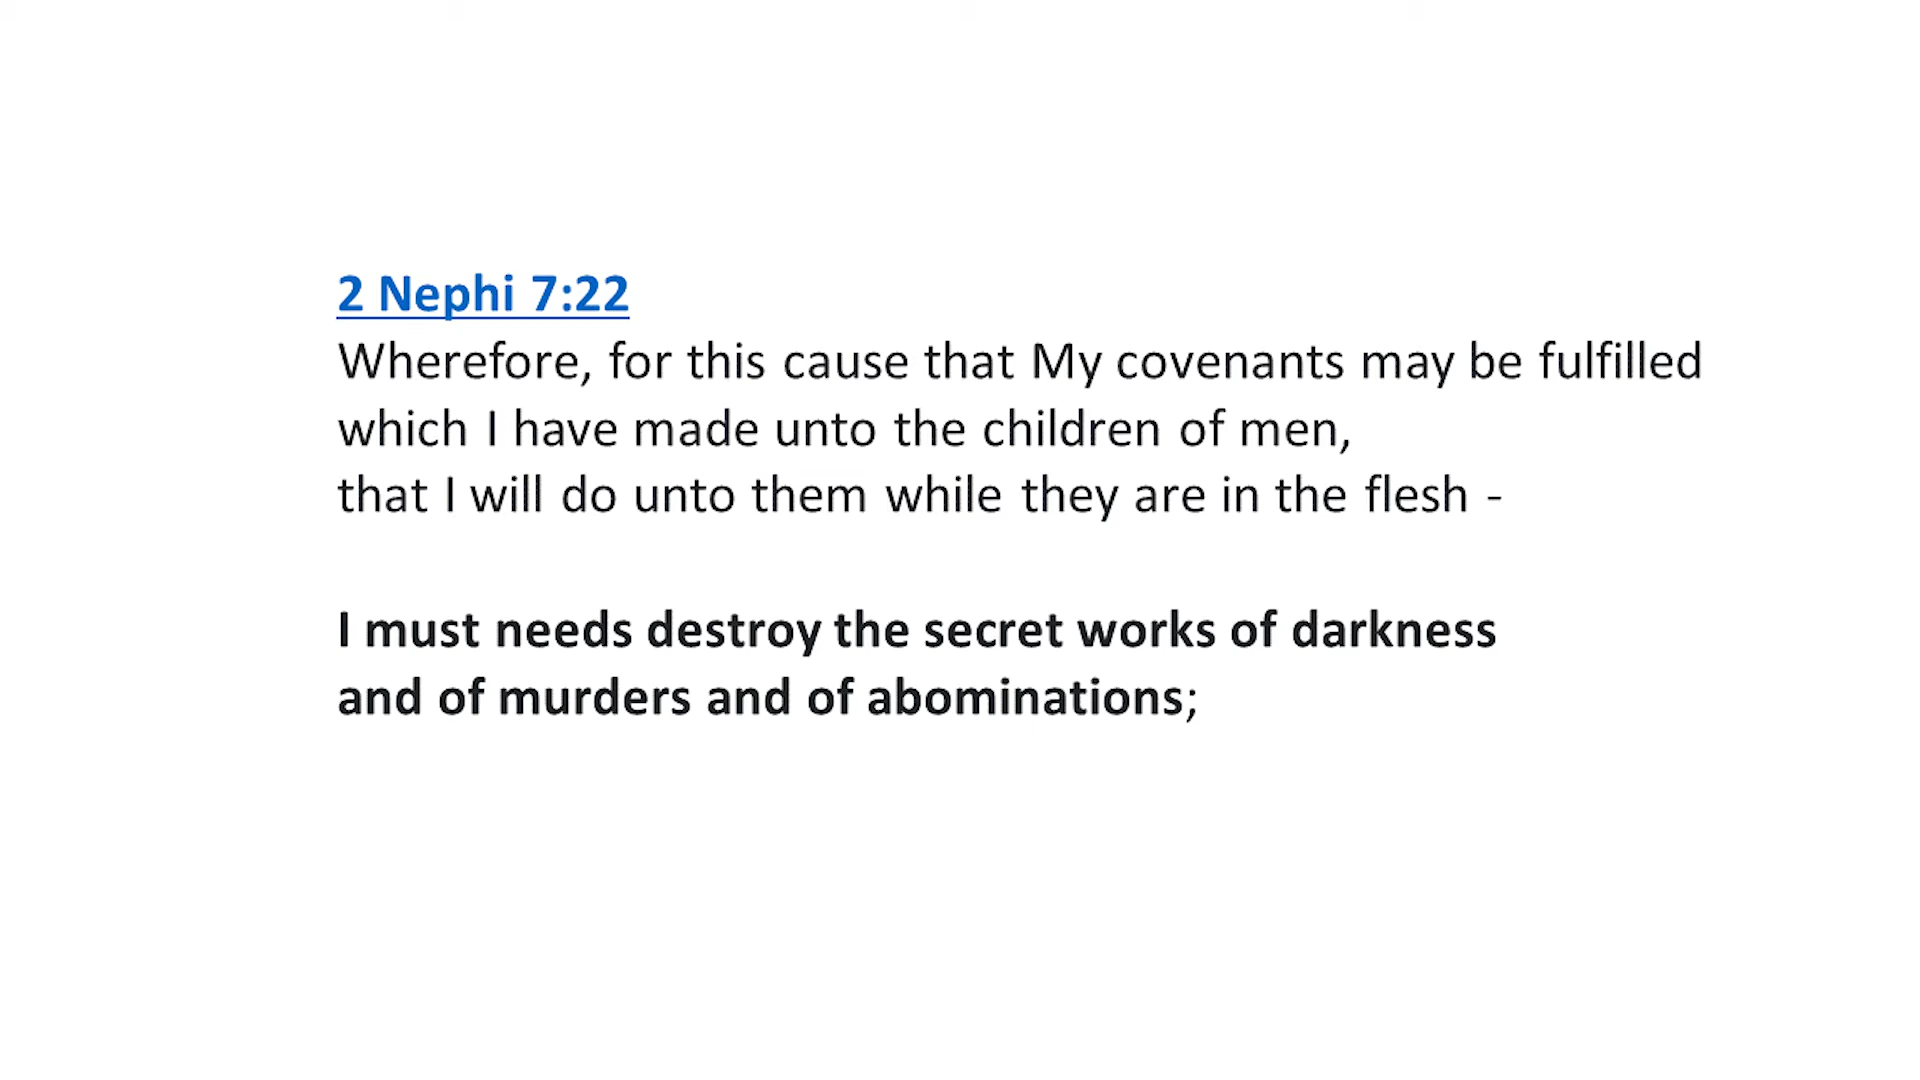 2 Nephi 7:22
Wherefore, for this cause that My covenants may be fulfilled
which I have made unto the children of men,
that I will do unto them while they are in the flesh -
I must needs destroy the secret works of darkness
and of murders and of abominations;